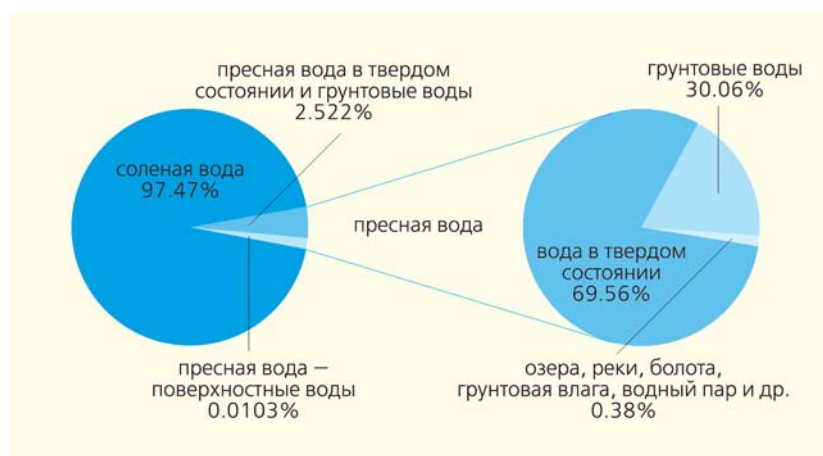 пресная вода в твердом
состоянии и грунтовые воды
2.522%
соленая вода
97.47%
пресная вода —
поверхностные воды
0.0103%
пресная вода
грунтовые воды
30.06%
вода в твердом
состоянии
69.56%
озера, реки, болота,
грунтовая влага, водный пар и др.
0.38%